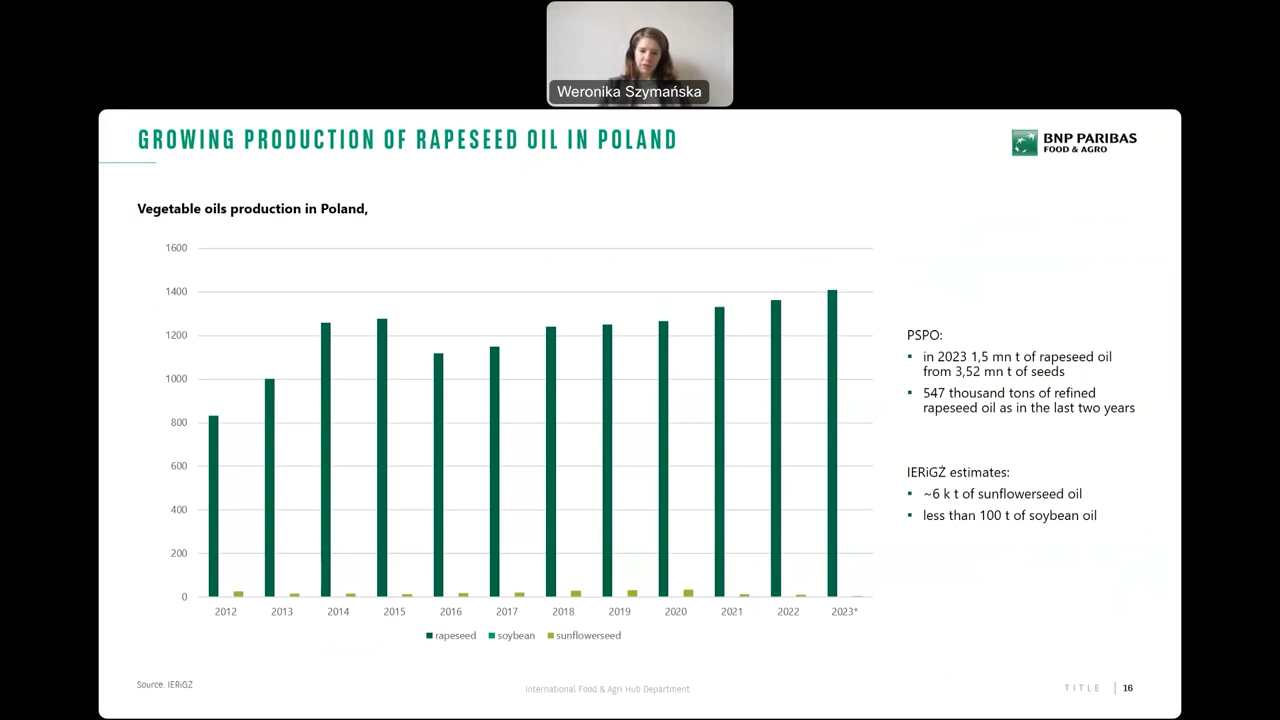 Weronika Szymańska
GROWING PRODUCTION OF RAPESEED OIL IN POLAND
BNP PARIBAS
FOOD & AGRO
Vegetable oils production in Poland,
1600
1400
1200
1000
800
600
400
200
0
2012 2013 2014 2015 2016 2017 2018 2019 2020 2021 2022 2023*
rapeseed soybean sunflowerseed
PSPO:
in 2023 1,5 mn t of rapeseed oil
from 3,52 mn t of seeds
547 thousand tons of refined
rapeseed oil as in the last two years
IERiGŻ estimates:
~6 k t of sunflowerseed oil
less than 100 t of soybean oil
Source: IERiGZ
International Food & Agri Hub Department
TITLE 16